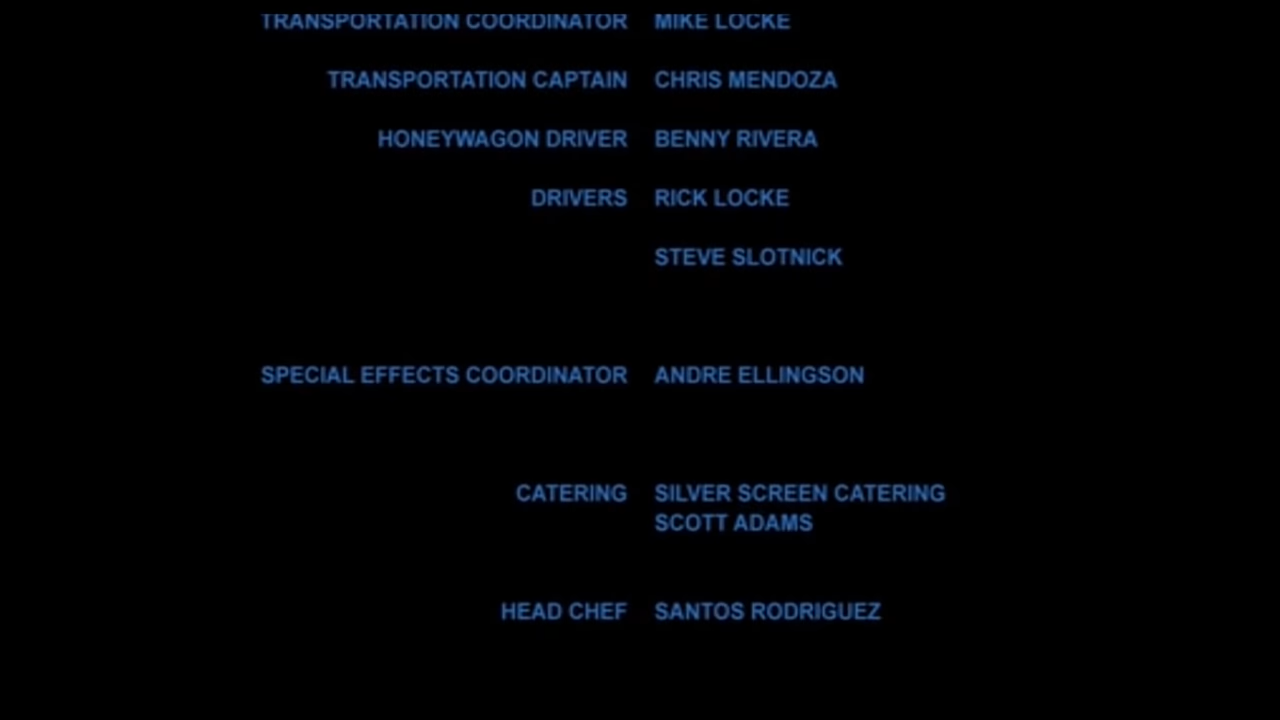 TRANSPORTATION COORDINATOR MIKE LOCKE
TRANSPORTATION CAPTAIN CHRIS MENDOZA
HONEYWAGON DRIVER BENNY RIVERA
DRIVERS RICK LOCKE
STEVE SLOTNICK
SPECIAL EFFECTS COORDINATOR ANDRE ELLINGSON
CATERING SILVER SCREEN CATERING
SCOTT ADAMS
HEAD CHEF SANTOS RODRIGUEZ